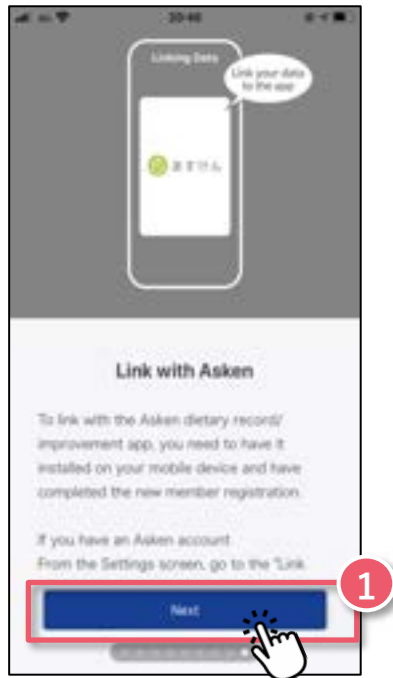 20:48
Linking Data
Link your data
to the app
あすけん
Link with Asken
To link with the Asken dietary record/
improvement app, you need to have it
installed on your mobile device and have
completed the new member registration.
If you have an Asken account
From the Settings screen, go to the "Link
1
Next